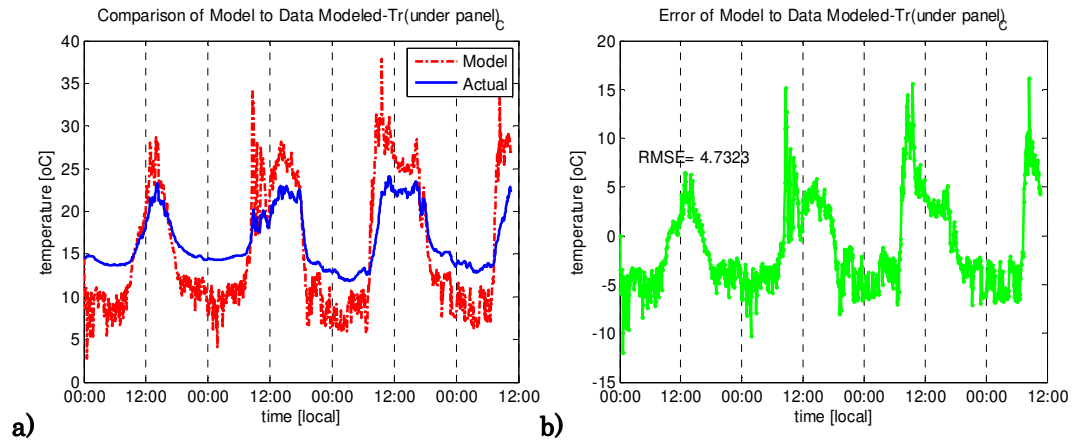 Comparison of Model to Data Modeled-Tr(under panel)C
40
35
30
25
20
15
10
5
0
temperature [oC]
Model
Actual
00:00 12:00 00:00 12:00 00:00 12:00 00:00 12:00
time [local]
a)
Error of Model to Data Modeled-Tr(under panel)C
20
15
10
5
0
-5
-10
-15
temperature [oC]
RMSE= 4.7323
00:00 12:00 00:00 12:00 00:00 12:00 00:00 12:00
time [local]
b)